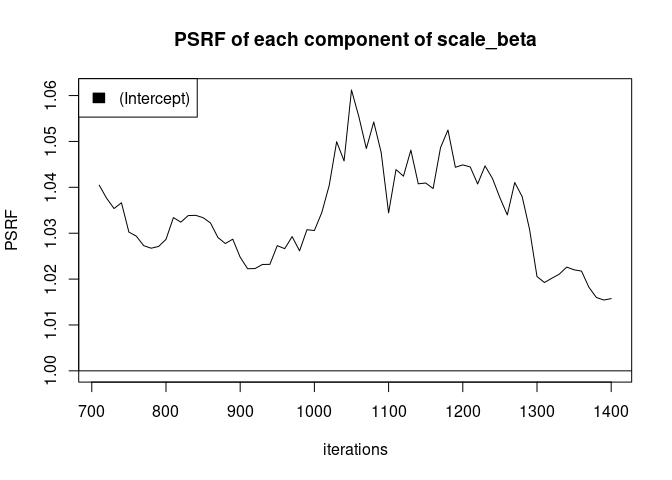 PSRF of each component of scale_beta
(Intercept)
PSRF
1.06
1.05
1.04
1.03
1.02
1.01
1.00
700 800 900 1000 1100 1200 1300 1400
iterations